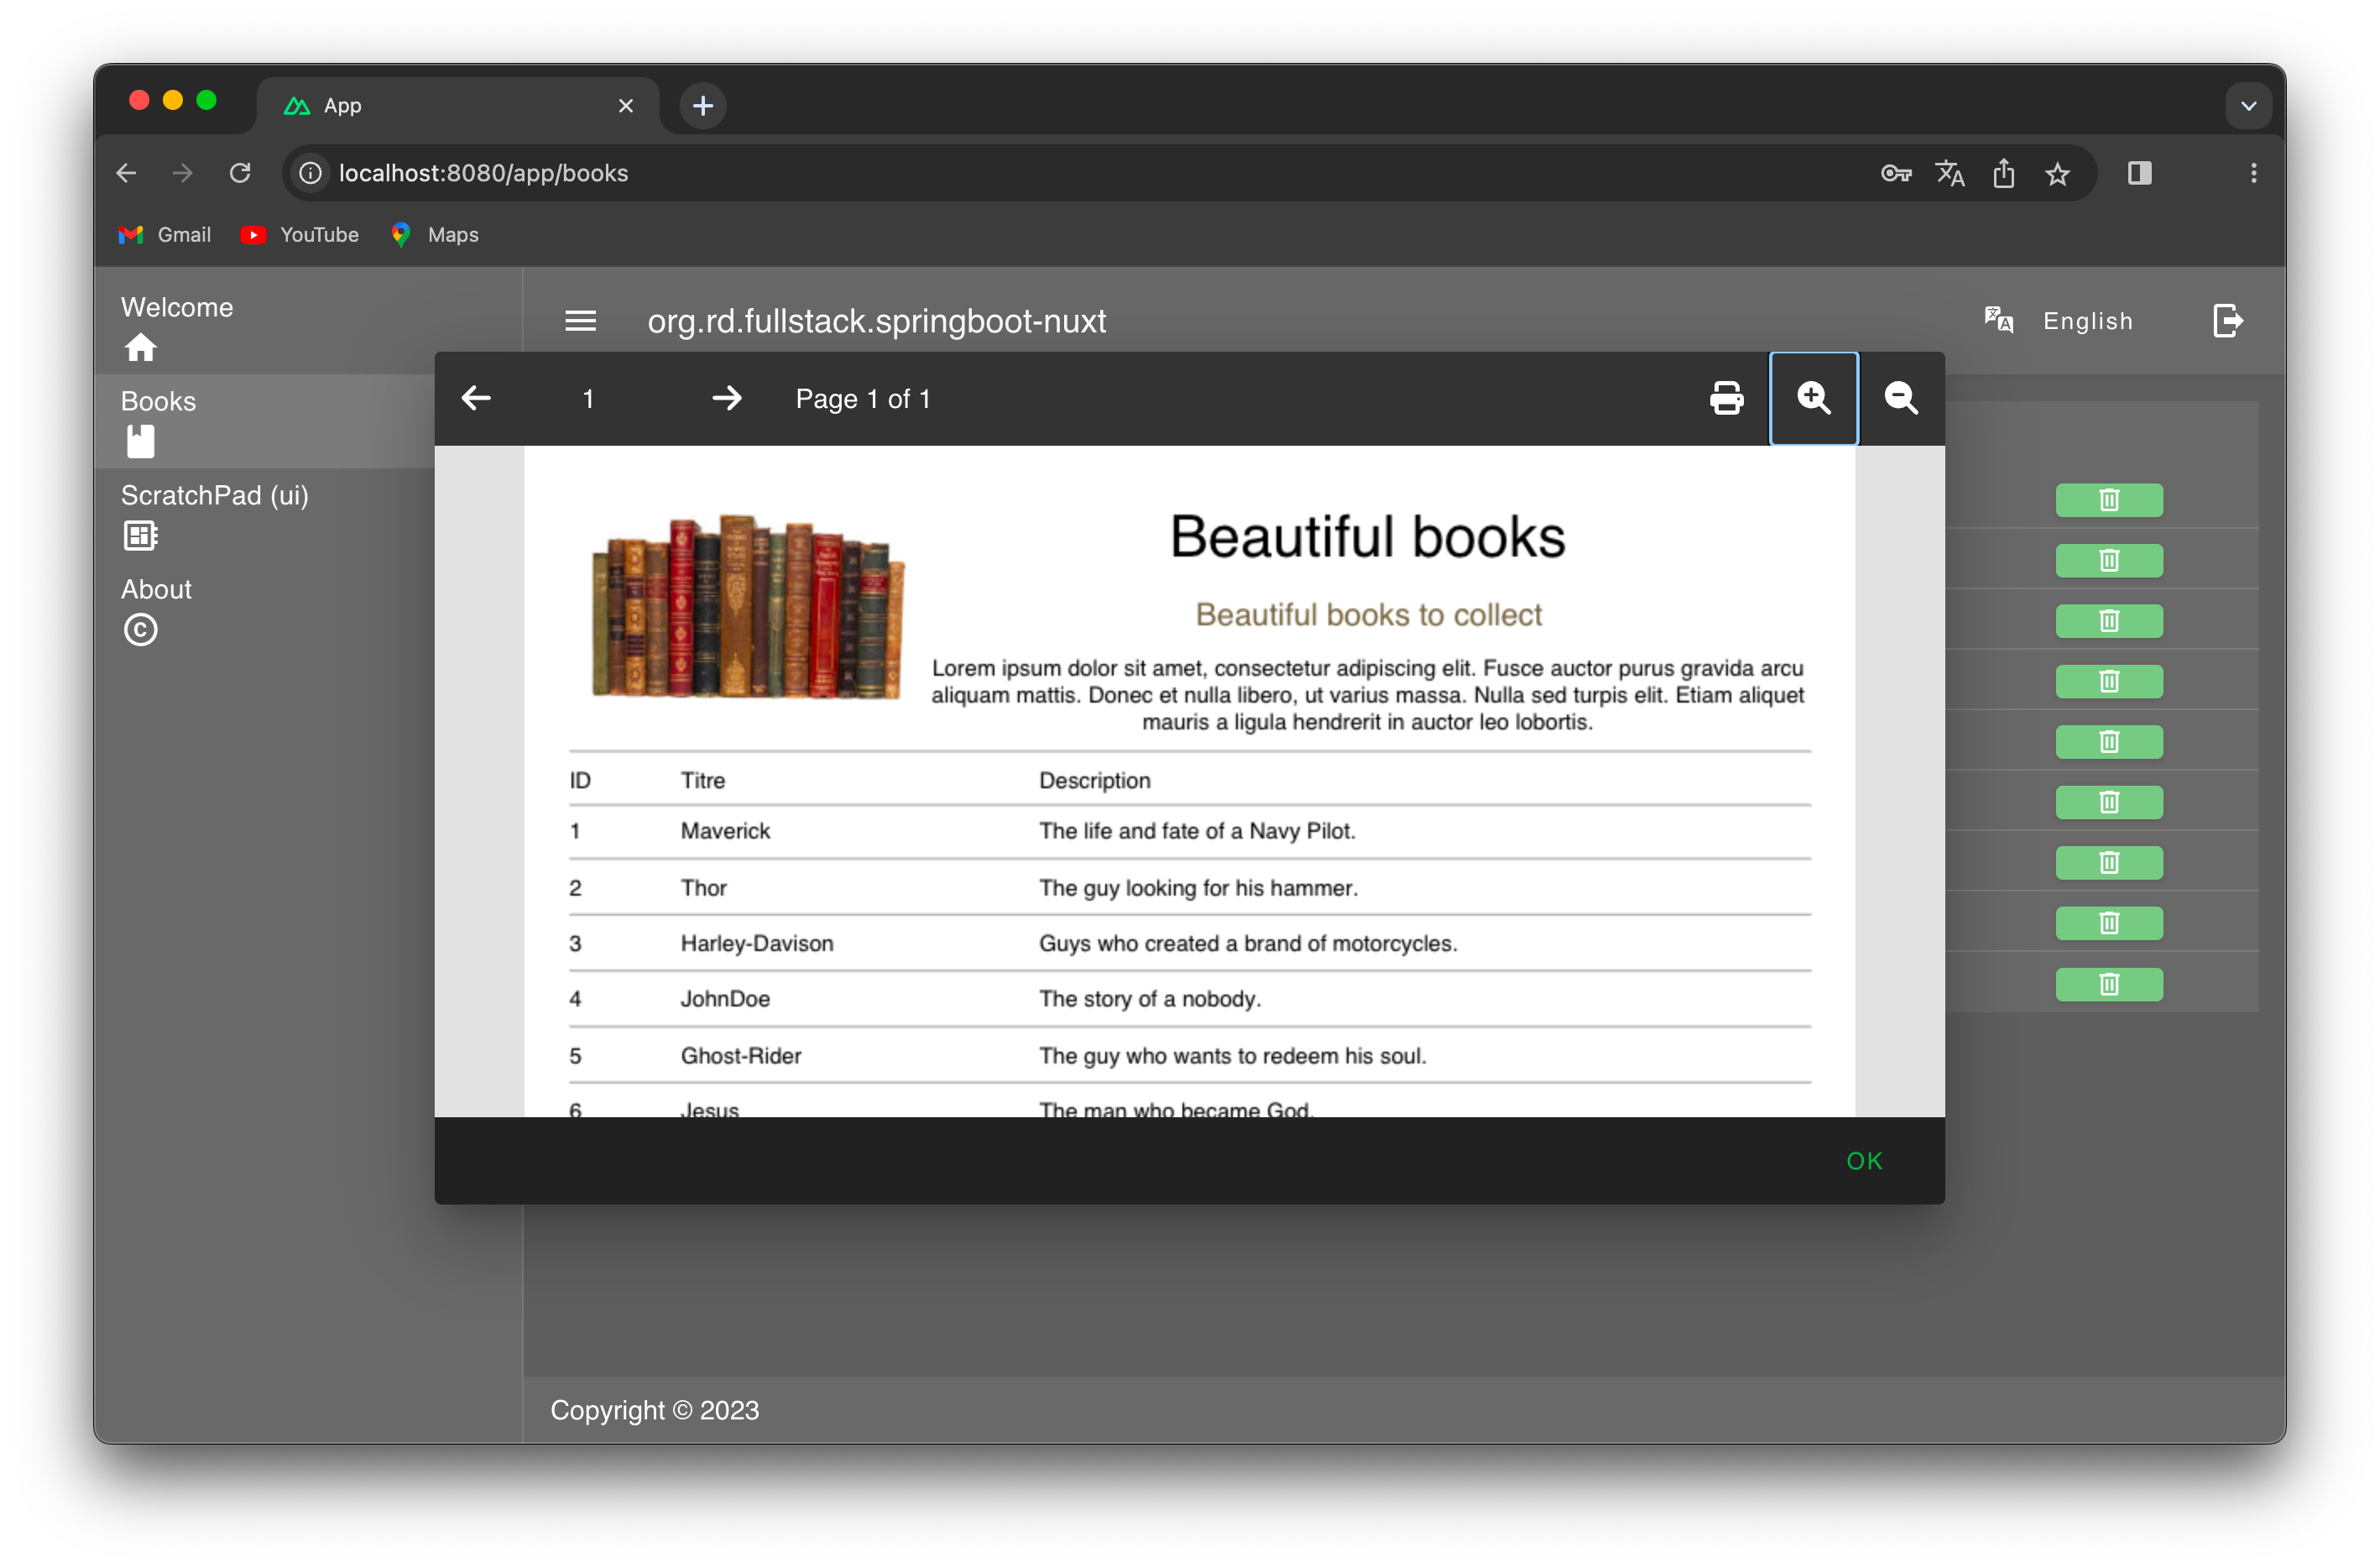 App
localhost:8080/app/books
Gmail YouTube Maps
Welcome
org.rd.fullstack.springboot-nuxt
English
Books
ScratchPad (ui)
About
1 Page 1 of 1
Beautiful books
Beautiful books to collect
Lorem ipsum dolor sit amet, consectetur adipiscing elit. Fusce auctor purus gravida arcu
aliquam mattis. Donec et nulla libero, ut varius massa. Nulla sed turpis elit. Etiam aliquet
mauris a ligula hendrerit in auctor leo lobortis.
ID Titre Description
1 Maverick The life and fate of a Navy Pilot.
2 Thor The guy looking for his hammer.
3 Harley-Davison Guys who created a brand of motorcycles.
4 JohnDoe The story of a nobody.
5 Ghost-Rider The guy who wants to redeem his soul.
6 Jesus The man who became God.
OK
Copyright © 2023